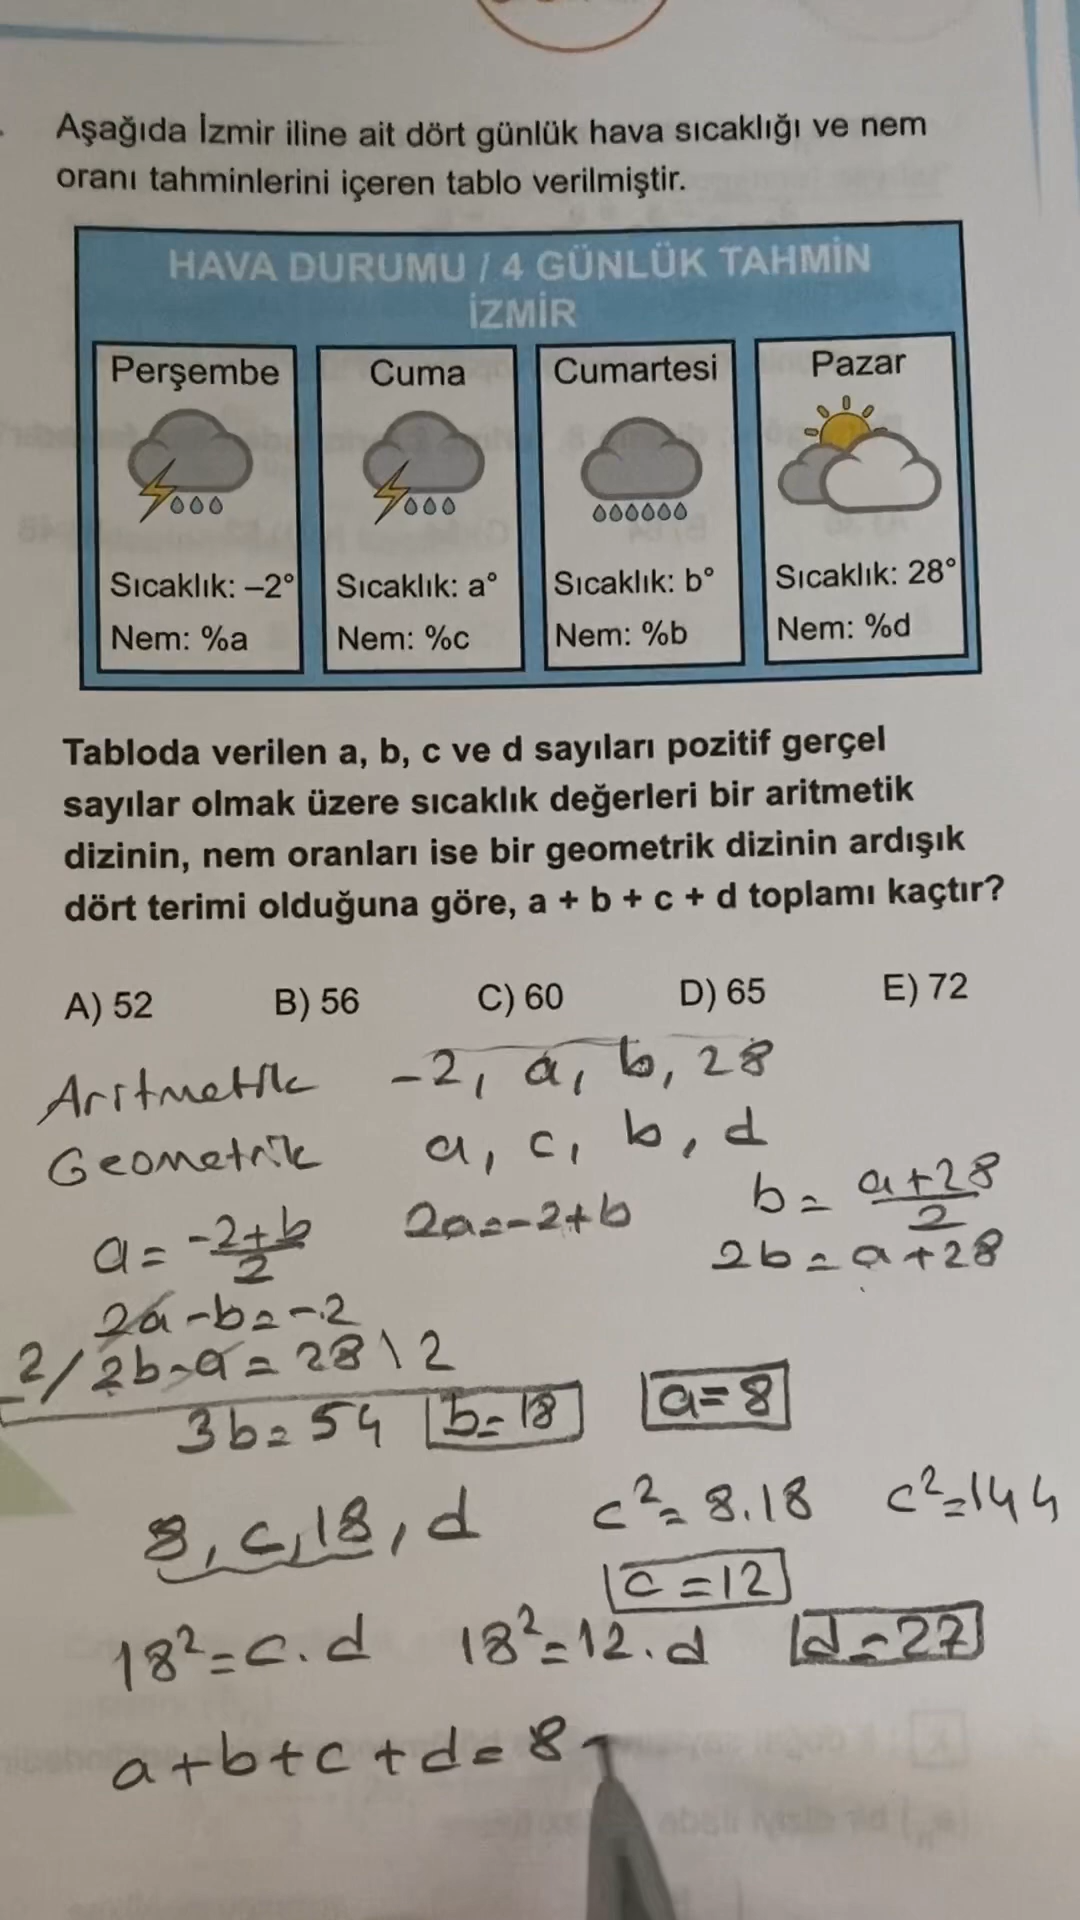 Aşağıda İzmir iline ait dört günlük hava sıcaklığı ve nem
oranı tahminlerini içeren tablo verilmiştir.
HAVA DURUMU / 4 GÜNLÜK TAHMİN
İZMİR
Perşembe
Sıcaklık: –2°
Nem: %a
Cuma
Sıcaklık: a°
Nem: %c
Cumartesi
Sıcaklık: b°
Nem: %b
Pazar
Sıcaklık: 28°
Nem: %d
Tabloda verilen a, b, c ve d sayıları pozitif gerçel
sayılar olmak üzere sıcaklık değerleri bir aritmetik
dizinin, nem oranları ise bir geometrik dizinin ardışık
dört terimi olduğuna göre, a + b + c + d toplamı kaçtır?
A) 52 B) 56 C) 60 D) 65 E) 72
Aritmetik -2, a, b, 28
Geometrik a, c, b, d
a = -2+b/2 2a=-2+b b = a+28/2
2b = a+28
2a-b=-2
2/ 2b-a = 28 \ 2
3b = 54 b=18 a=8
8, c, 18, d c²=8.18 c²=144
c=12
18²=c.d 18²=12.d d=27
a+b+c+d=8